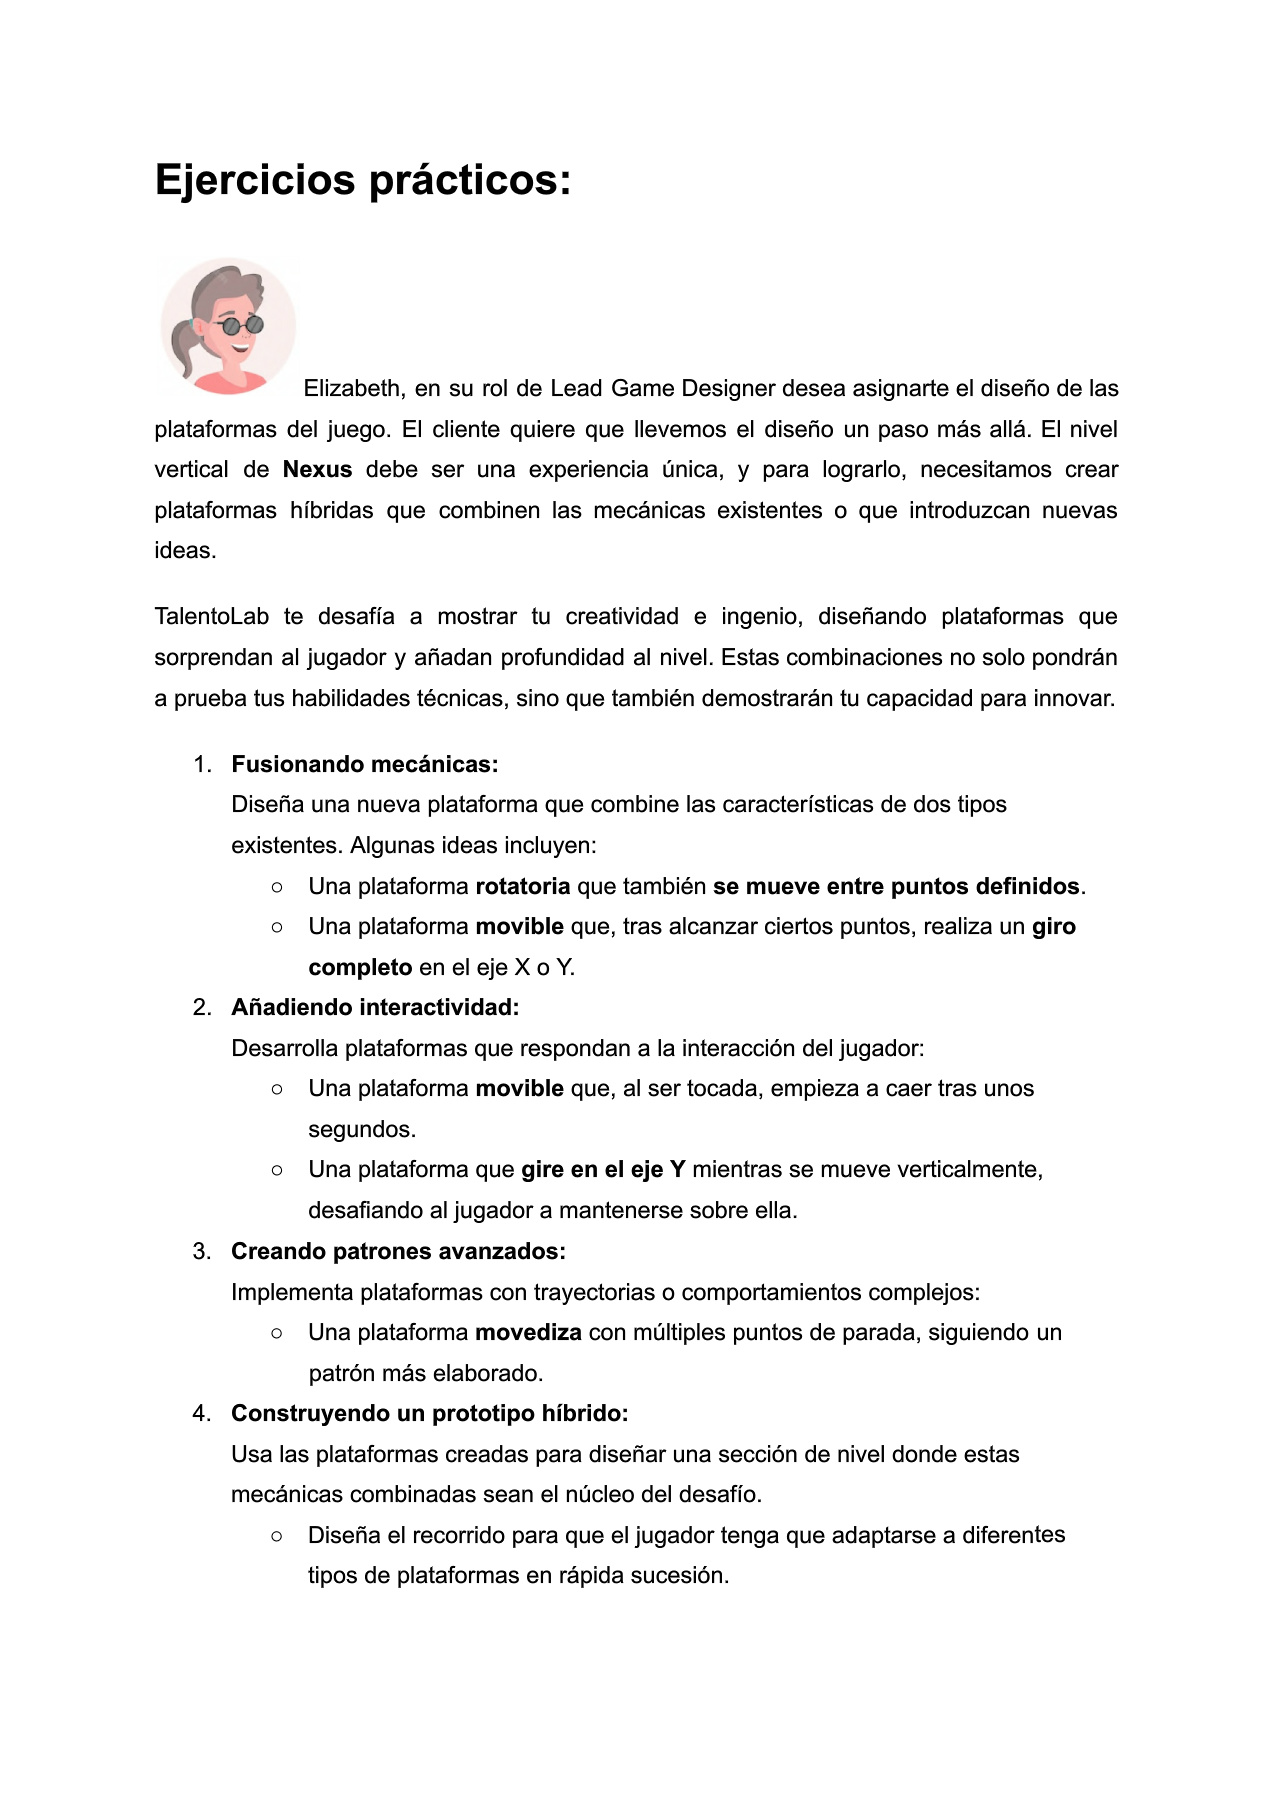 Ejercicios prácticos:
Elizabeth, en su rol de Lead Game Designer desea asignarte el diseño de las
plataformas del juego. El cliente quiere que llevemos el diseño un paso más allá. El nivel
vertical de Nexus debe ser una experiencia única, y para lograrlo, necesitamos crear
plataformas híbridas que combinen las mecánicas existentes o que introduzcan nuevas
ideas.
TalentoLab te desafía a mostrar tu creatividad e ingenio, diseñando plataformas que
sorprendan al jugador y añadan profundidad al nivel. Estas combinaciones no solo pondrán
a prueba tus habilidades técnicas, sino que también demostrarán tu capacidad para innovar.
1. Fusionando mecánicas:
Diseña una nueva plataforma que combine las características de dos tipos
existentes. Algunas ideas incluyen:
○ Una plataforma rotatoria que también se mueve entre puntos definidos.
○ Una plataforma movible que, tras alcanzar ciertos puntos, realiza un giro
completo en el eje X o Y.
2. Añadiendo interactividad:
Desarrolla plataformas que respondan a la interacción del jugador:
○ Una plataforma movible que, al ser tocada, empieza a caer tras unos
segundos.
○ Una plataforma que gire en el eje Y mientras se mueve verticalmente,
desafiando al jugador a mantenerse sobre ella.
3. Creando patrones avanzados:
Implementa plataformas con trayectorias o comportamientos complejos:
○ Una plataforma movediza con múltiples puntos de parada, siguiendo un
patrón más elaborado.
4. Construyendo un prototipo híbrido:
Usa las plataformas creadas para diseñar una sección de nivel donde estas
mecánicas combinadas sean el núcleo del desafío.
○ Diseña el recorrido para que el jugador tenga que adaptarse a diferentes
tipos de plataformas en rápida sucesión.